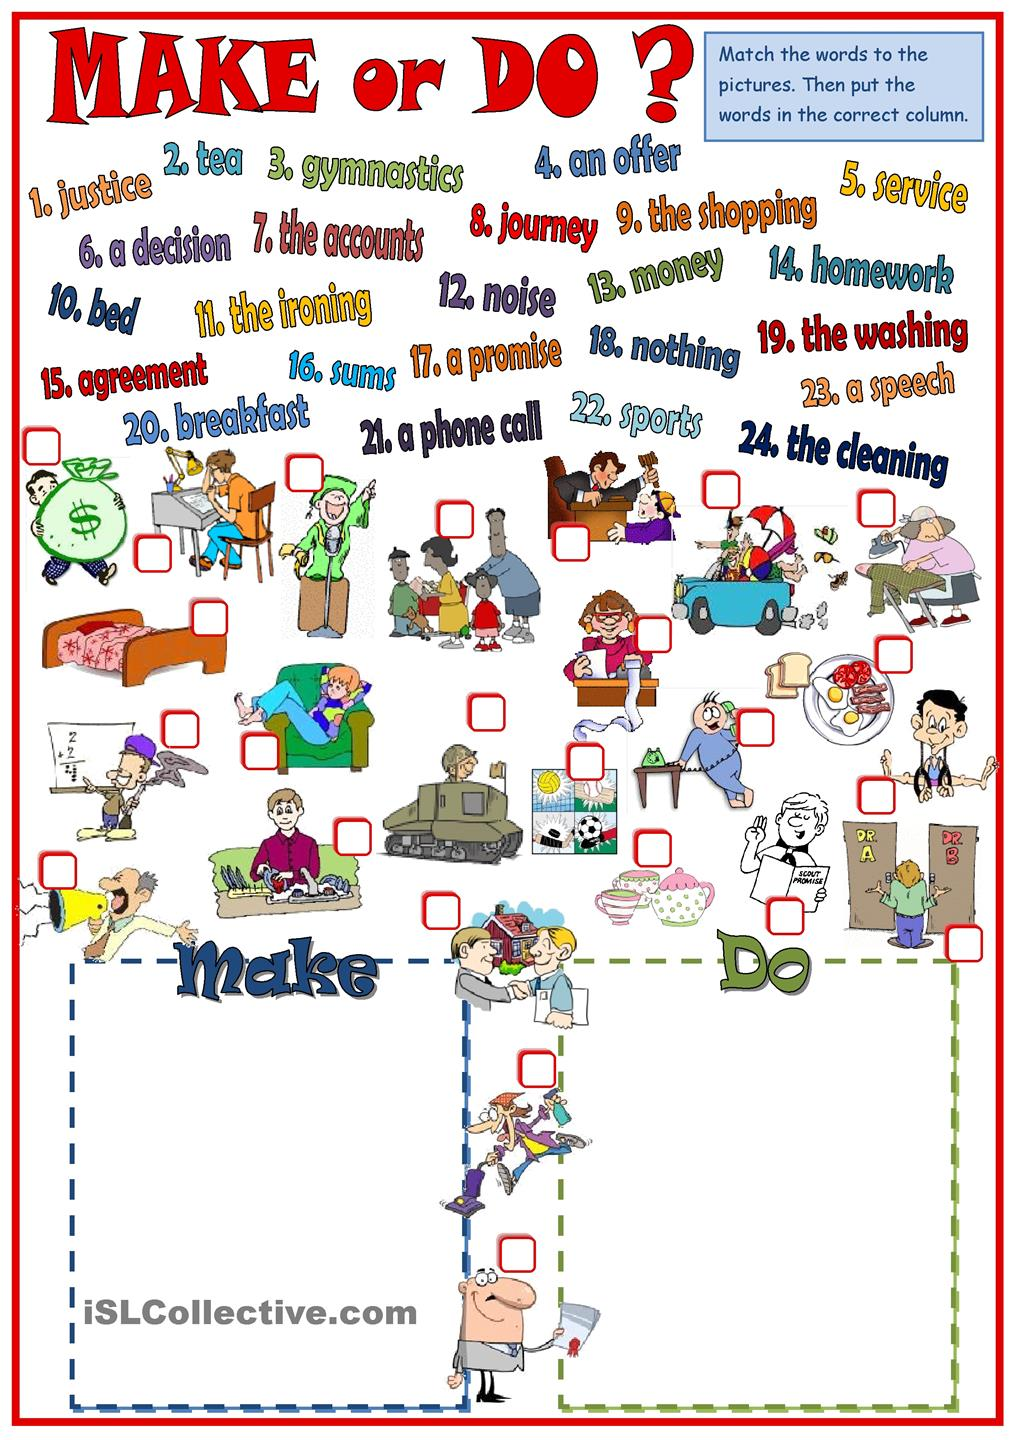 MAKE or DO ?
Match the words to the
pictures. Then put the
words in the correct column.
1. justice
2. tea
3. gymnastics
4. an offer
5. service
6. a decision
7. the accounts
8. journey
9. the shopping
10. bed
11. the ironing
12. noise
13. money
14. homework
15. agreement
16. sums
17. a promise
18. nothing
19. the washing
20. breakfast
21. a phone call
22. sports
23. a speech
24. the cleaning
$
2
+2
SCOUT
PROMISE
DR.
A
DR.
B
Make
Do
iSLCollective.com